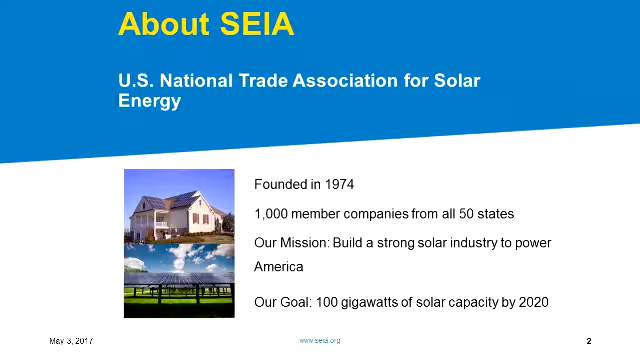 About SEIA
U.S. National Trade Association for Solar
Energy
Founded in 1974
1,000 member companies from all 50 states
Our Mission: Build a strong solar industry to power
America
Our Goal: 100 gigawatts of solar capacity by 2020
May 3, 2017
www.seia.org
2